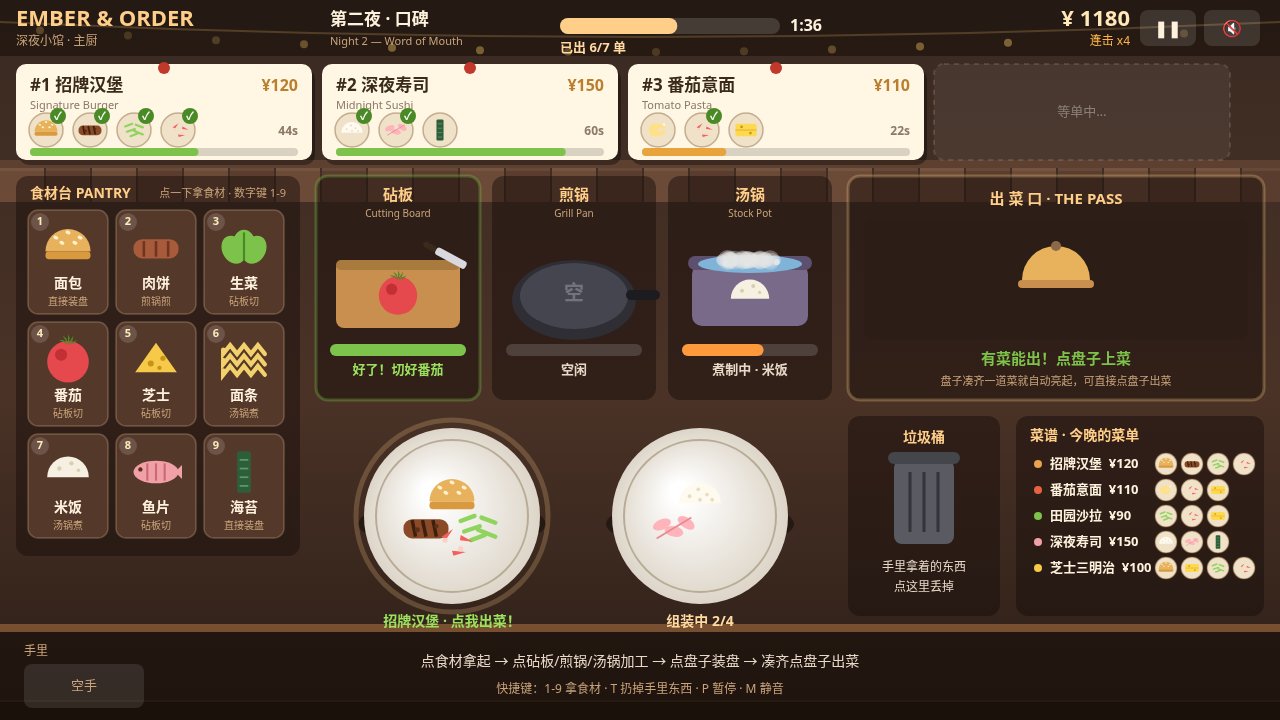 EMBER & ORDER
深夜小馆 · 主厨
第二夜 · 口碑
Night 2 — Word of Mouth
1:36
已出 6/7 单
¥ 1180
连击 x4
#1 招牌汉堡
¥120
Signature Burger
44s
#2 深夜寿司
¥150
Midnight Sushi
60s
#3 番茄意面
¥110
Tomato Pasta
22s
等单中...
食材台 PANTRY
点一下拿食材 · 数字键 1-9
1
面包
直接装盘
2
肉饼
煎锅煎
3
生菜
砧板切
4
番茄
砧板切
5
芝士
砧板切
6
面条
汤锅煮
7
米饭
汤锅煮
8
鱼片
砧板切
9
海苔
直接装盘
砧板
Cutting Board
好了！切好番茄
煎锅
Grill Pan
空
空闲
汤锅
Stock Pot
煮制中 · 米饭
出 菜 口 · THE PASS
有菜能出！点盘子上菜
盘子凑齐一道菜就自动亮起，可直接点盘子出菜
招牌汉堡 · 点我出菜！
组装中 2/4
垃圾桶
手里拿着的东西
点这里丢掉
菜谱 · 今晚的菜单
招牌汉堡 ¥120
番茄意面 ¥110
田园沙拉 ¥90
深夜寿司 ¥150
芝士三明治 ¥100
手里
空手
点食材拿起 → 点砧板/煎锅/汤锅加工 → 点盘子装盘 → 凑齐点盘子出菜
快捷键：1-9 拿食材 · T 扔掉手里东西 · P 暂停 · M 静音